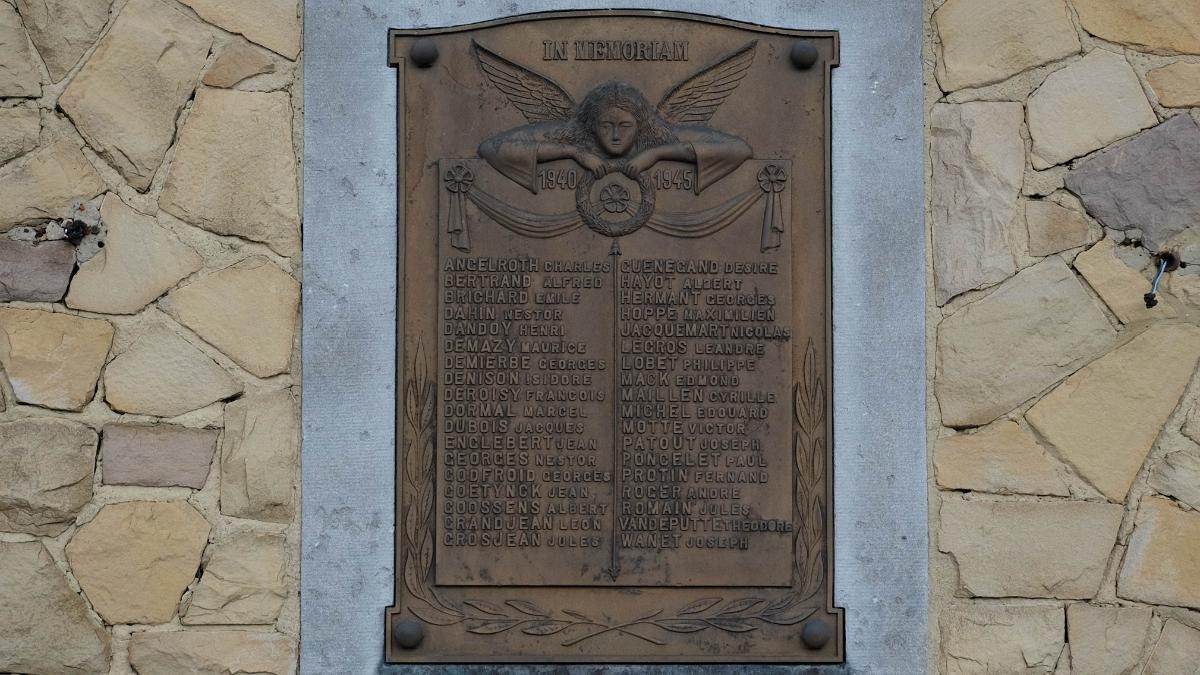 IN MEMORIAM
1940 1945
ANGELROTH CHARLES
BERTRAND ALFRED
BRICHARD EMILE
DAHIN NESTOR
DANDOY HENRI
DEMAZY MAURICE
DEMIERBE GEORGES
DENISON ISIDORE
DEROISY FRANCOIS
DORMAL MARCEL
DUBOIS JACQUES
ENGLEBERT JEAN
GEORGES NESTOR
GODFROID GEORGES
GOETYNCK JEAN
GOOSSENS ALBERT
GRANDJEAN LEON
GROSJEAN JULES
GUENEGAND DESIRE
HAYOT ALBERT
HERMANT GEORGES
HOPPE MAXIMILIEN
JACQUEMART NICOLAS
LEGROS LEANDRE
LOBET PHILIPPE
MACK EDMOND
MAILLEN CYRILLE
MICHEL EDOUARD
MOTTE VICTOR
PATOUT JOSEPH
PONCELET PAUL
PROTIN FERNAND
ROGER ANDRE
ROMAIN JULES
VANDEPUTTE THEODORE
WANET JOSEPH